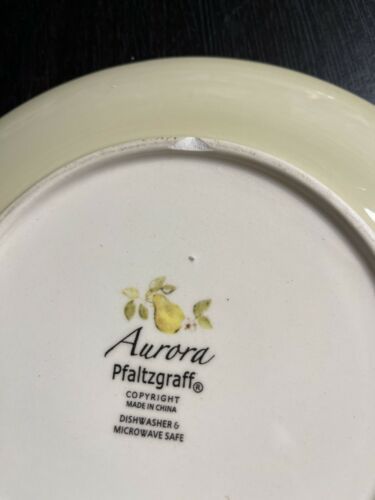 Aurora
Pfaltzgraff®
COPYRIGHT
MADE IN CHINA
DISHWASHER &
MICROWAVE SAFE